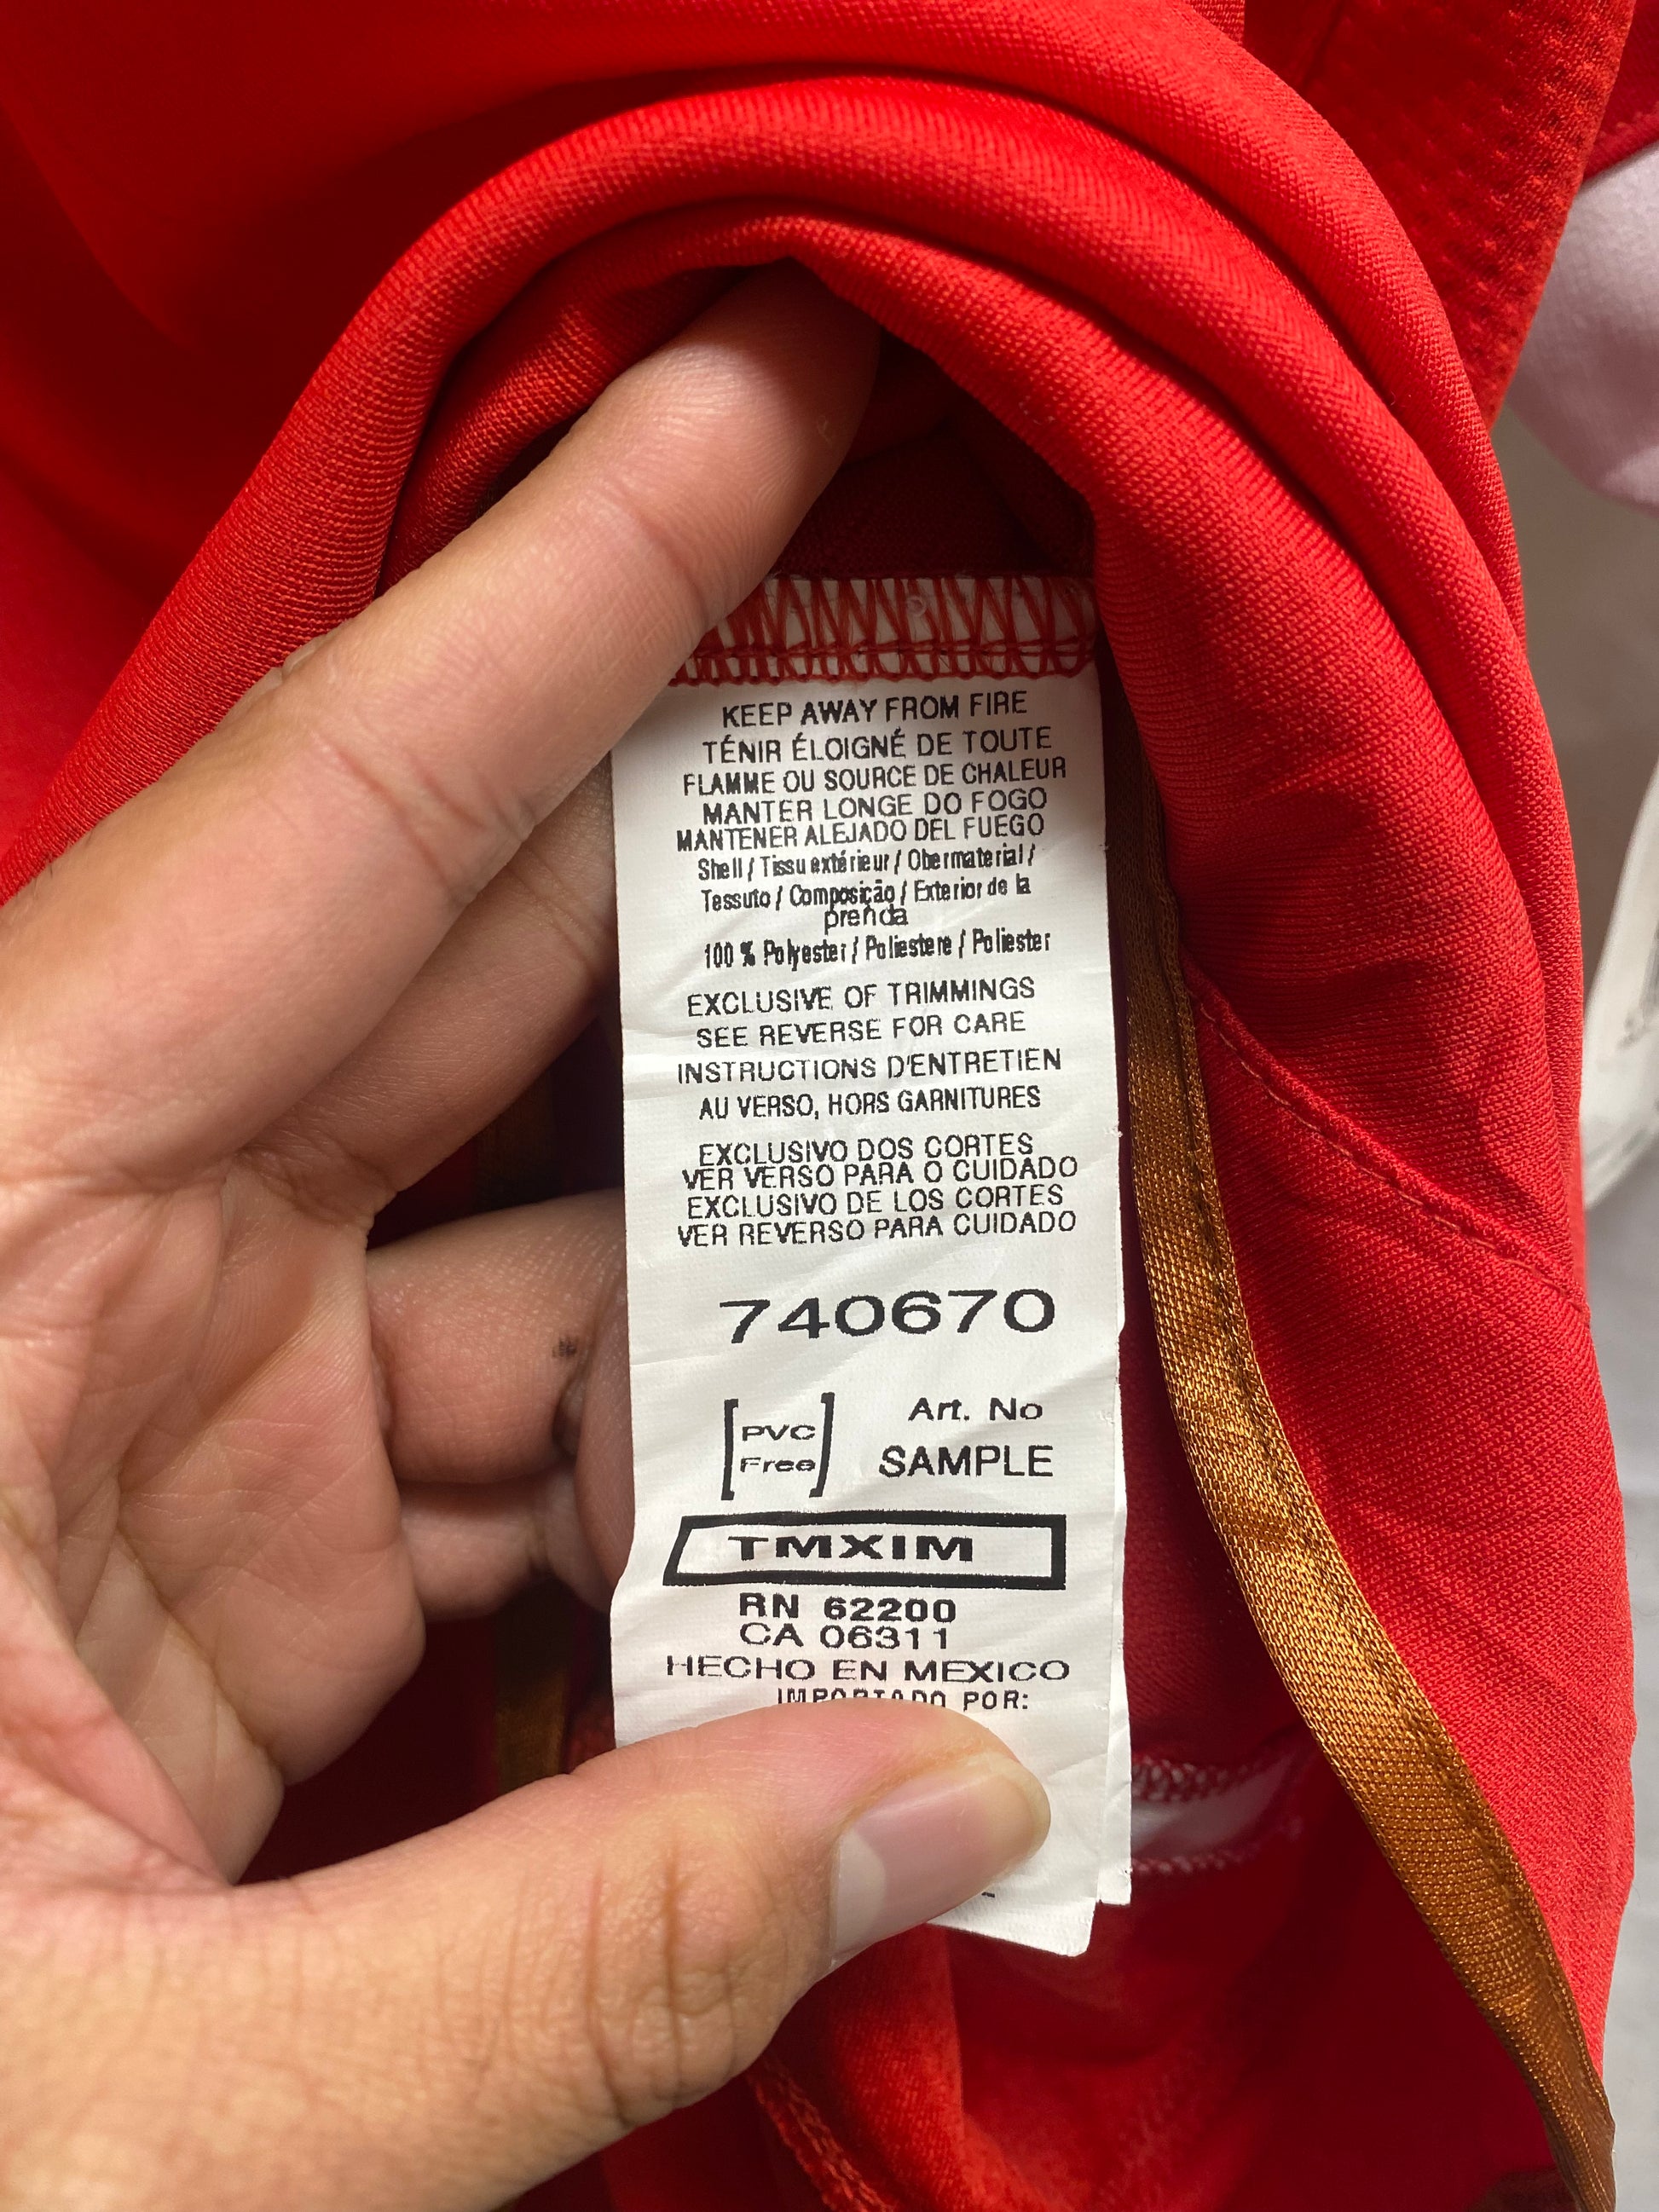 KEEP AWAY FROM FIRE
TÉNIR ÉLOIGNÉ DE TOUTE
FLAMME OU SOURCE DE CHALEUR
MANTER LONGE DO FOGO
MANTENER ALEJADO DEL FUEGO
Shell / Tissu extérieur / Obermaterial /
Tessuto / Composição / Exterior de la
prenda
100 % Polyester / Poliestere / Poliester
EXCLUSIVE OF TRIMMINGS
SEE REVERSE FOR CARE
INSTRUCTIONS D'ENTRETIEN
AU VERSO, HORS GARNITURES
EXCLUSIVO DOS CORTES
VER VERSO PARA O CUIDADO
EXCLUSIVO DE LOS CORTES
VER REVERSO PARA CUIDADO
740670
PVC Art. No
Free SAMPLE
TMXIM
RN 62200
CA 06311
HECHO EN MEXICO
IMPORTADO POR: